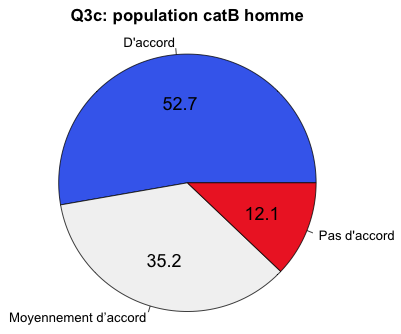 Q3c: population catB homme
D'accord
52.7
12.1
Pas d'accord
35.2
Moyennement d'accord